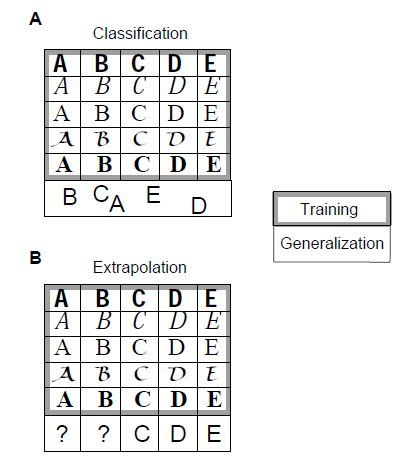 A
Classification
A B C D E
A B C D E
A B C D E
A B C D E
A B C D E
B C A E D
Training
Generalization
B
Extrapolation
A B C D E
A B C D E
A B C D E
A B C D E
A B C D E
? ? C D E